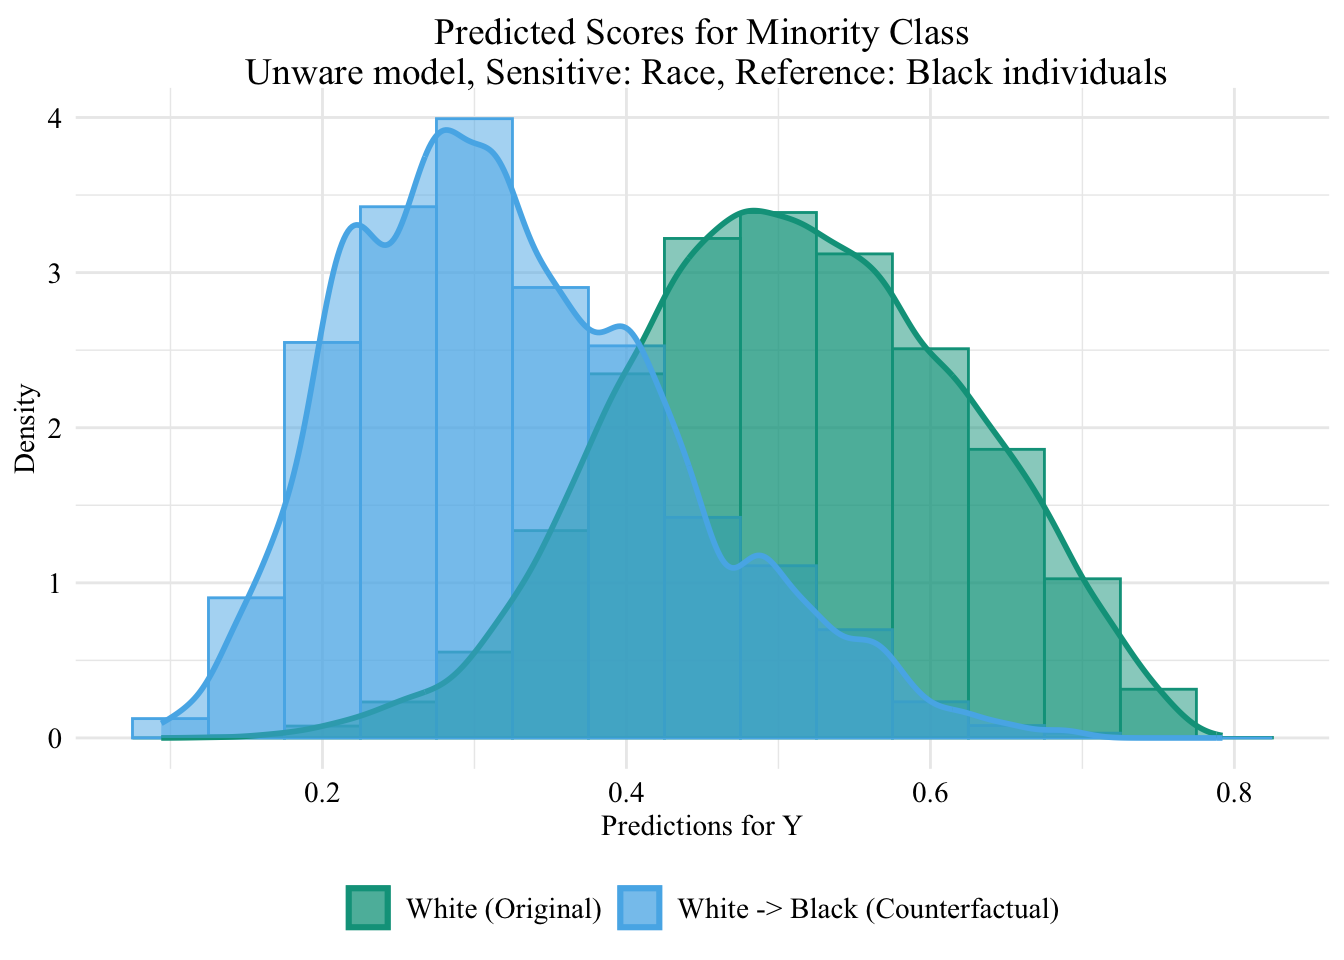 Predicted Scores for Minority Class
Unware model, Sensitive: Race, Reference: Black individuals
4
3
2
1
0
Density
0.2 0.4 0.6 0.8
Predictions for Y
White (Original) White -> Black (Counterfactual)